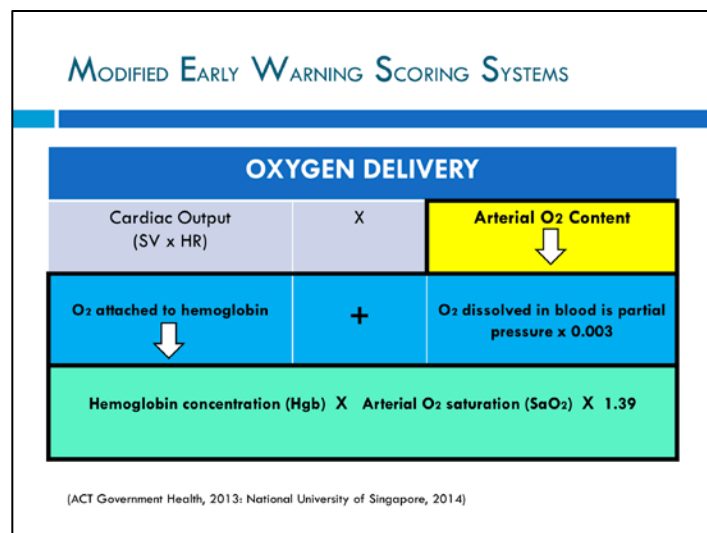 MODIFIED EARLY WARNING SCORING SYSTEMS
OXYGEN DELIVERY
Cardiac Output
(SV x HR)
X
Arterial O2 Content
O2 attached to hemoglobin
+
O2 dissolved in blood is partial
pressure x 0.003
Hemoglobin concentration (Hgb) X Arterial O2 saturation (SaO2) X 1.39
(ACT Government Health, 2013: National University of Singapore, 2014)